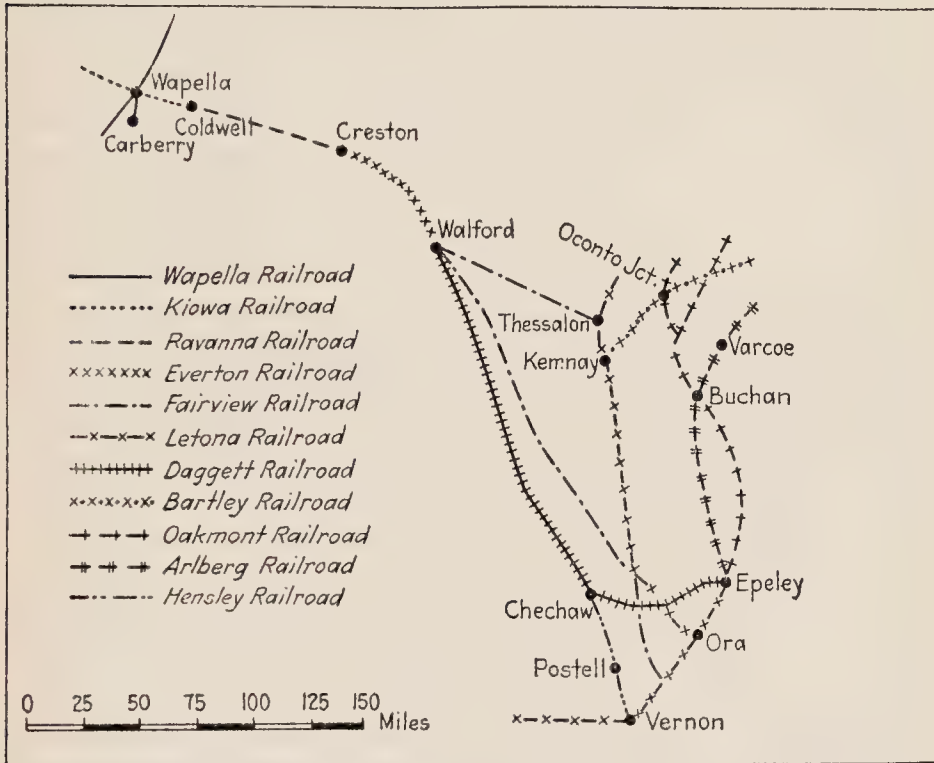 Wapella
Coldwell
Carberry
Creston
Walford
Oconto Jct.
Thessalon
Kemnay
Varcoe
Buchan
Wapella Railroad
Kiowa Railroad
Ravanna Railroad
Everton Railroad
Fairview Railroad
Letona Railroad
Daggett Railroad
Bartley Railroad
Oakmont Railroad
Arlberg Railroad
Hensley Railroad
Epeley
Chechaw
Ora
Postell
Vernon
0 25 50 75 100 125 150
Miles